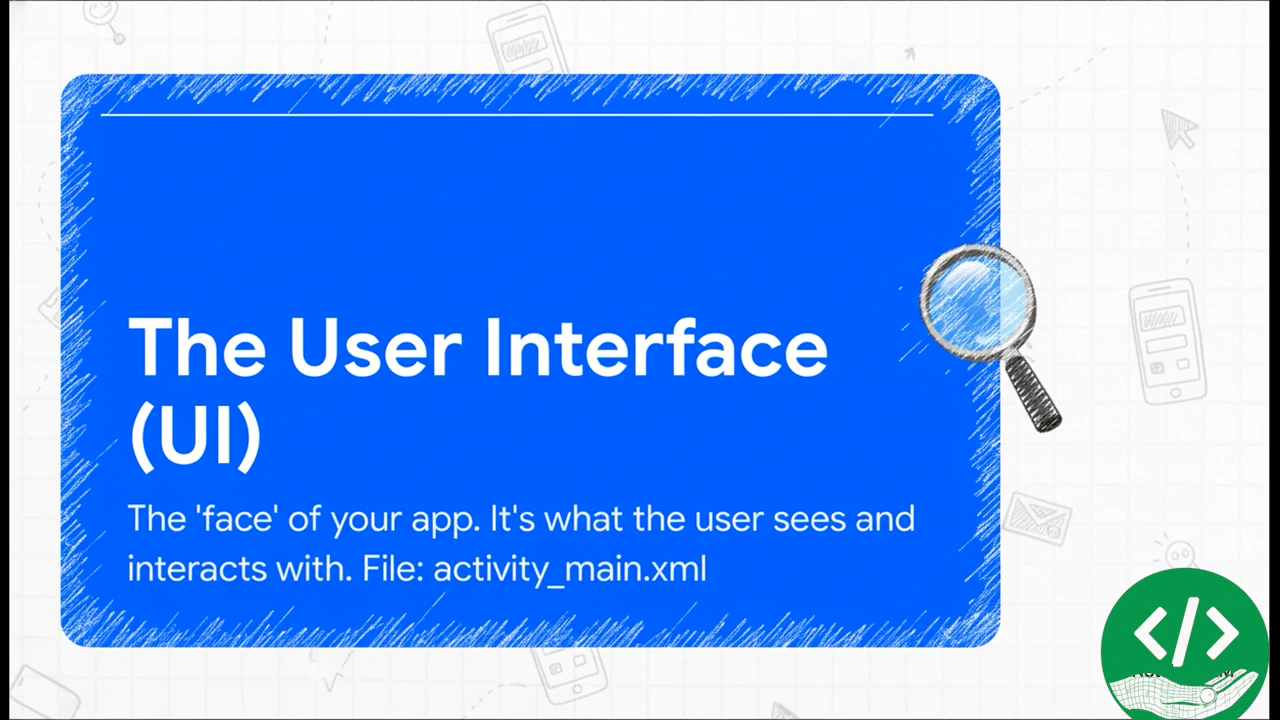 The User Interface
(UI)
The 'face' of your app. It's what the user sees and
interacts with. File: activity_main.xml
</>